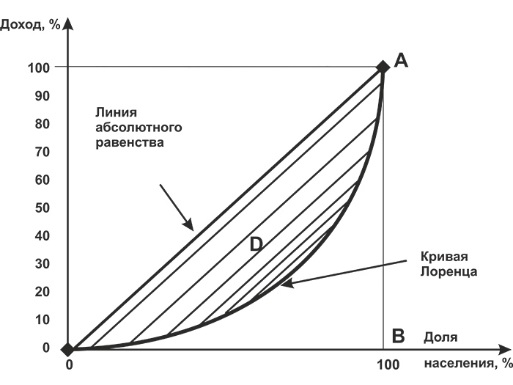 Доход, %
100
A
90
80
70
60
50
40
30
20
10
0
Линия
абсолютного
равенства
D
Кривая
Лоренца
B
Доля
населения, %
0
100